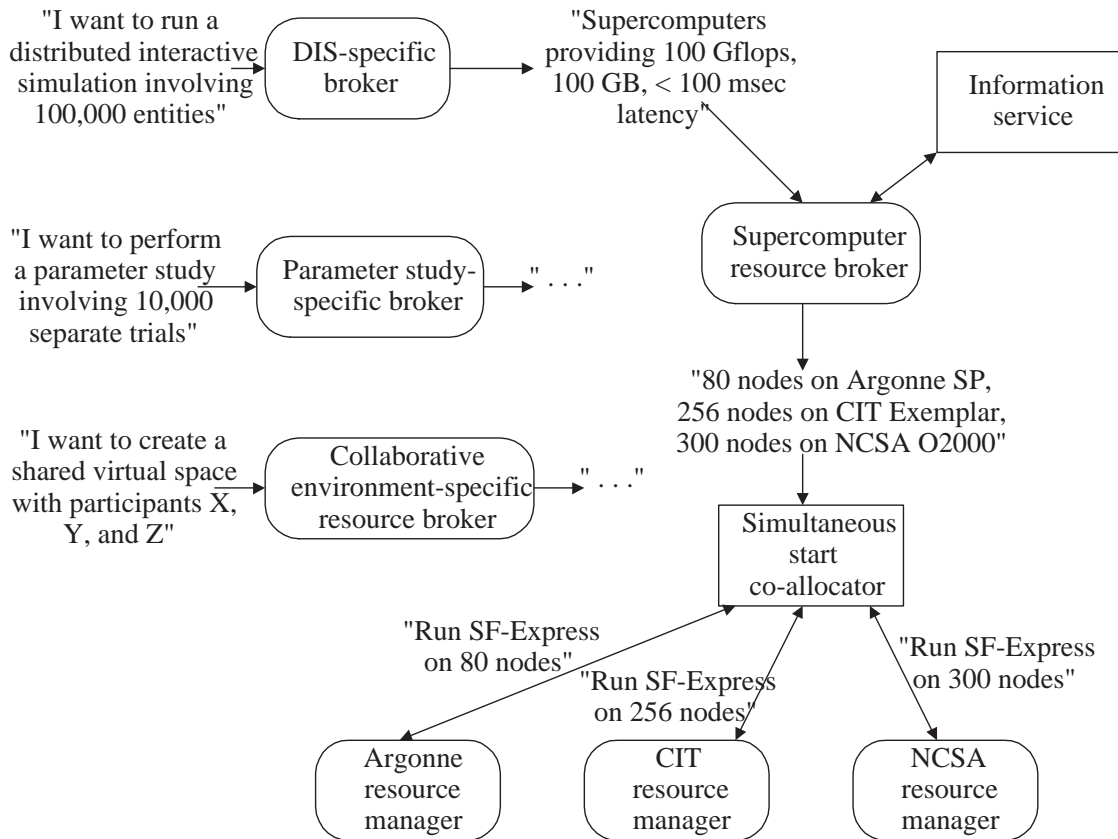 "I want to run a
distributed interactive
simulation involving
100,000 entities"
DIS-specific
broker
"Supercomputers
providing 100 Gflops,
100 GB, < 100 msec
latency"
Information
service
"I want to perform
a parameter study
involving 10,000
separate trials"
Parameter study-
specific broker
" . . ."
Supercomputer
resource broker
"80 nodes on Argonne SP,
256 nodes on CIT Exemplar,
300 nodes on NCSA O2000"
"I want to create a
shared virtual space
with participants X,
Y, and Z"
Collaborative
environment-specific
resource broker
" . . ."
Simultaneous
start
co-allocator
"Run SF-Express
on 80 nodes"
"Run SF-Express
on 256 nodes"
"Run SF-Express
on 300 nodes"
Argonne
resource
manager
CIT
resource
manager
NCSA
resource
manager